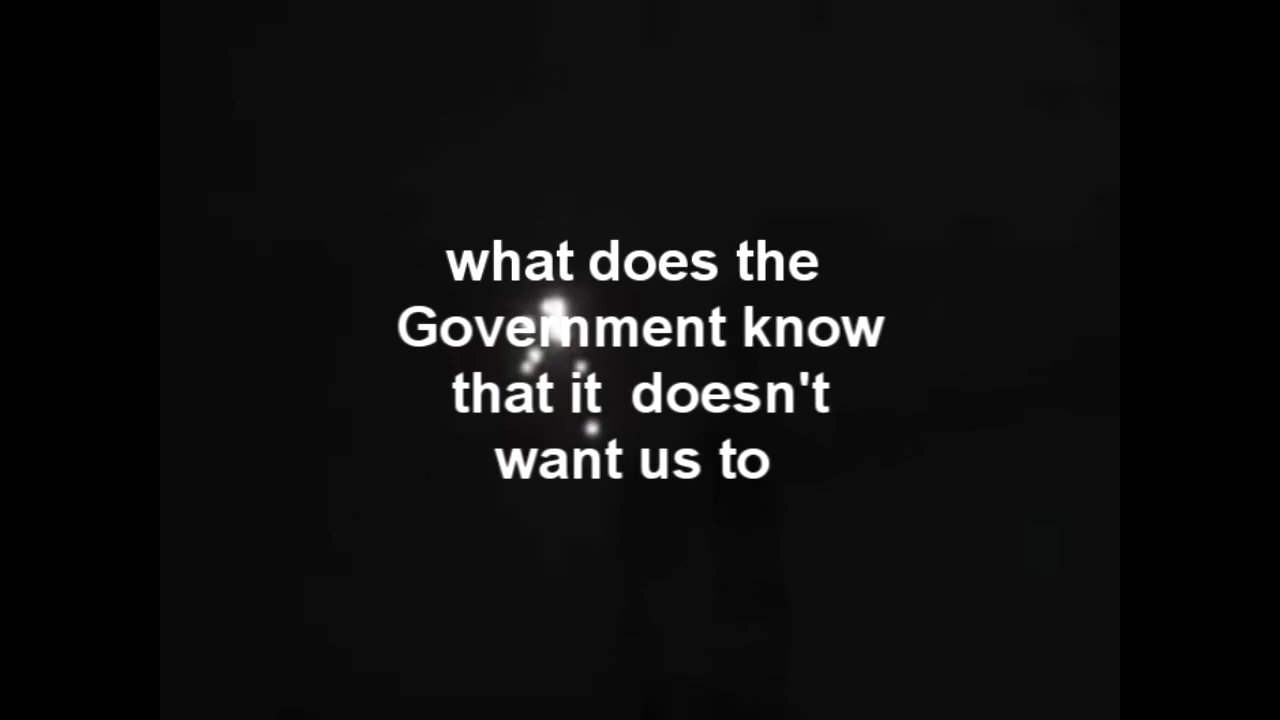 what does the
Government know
that it  doesn't
want us to